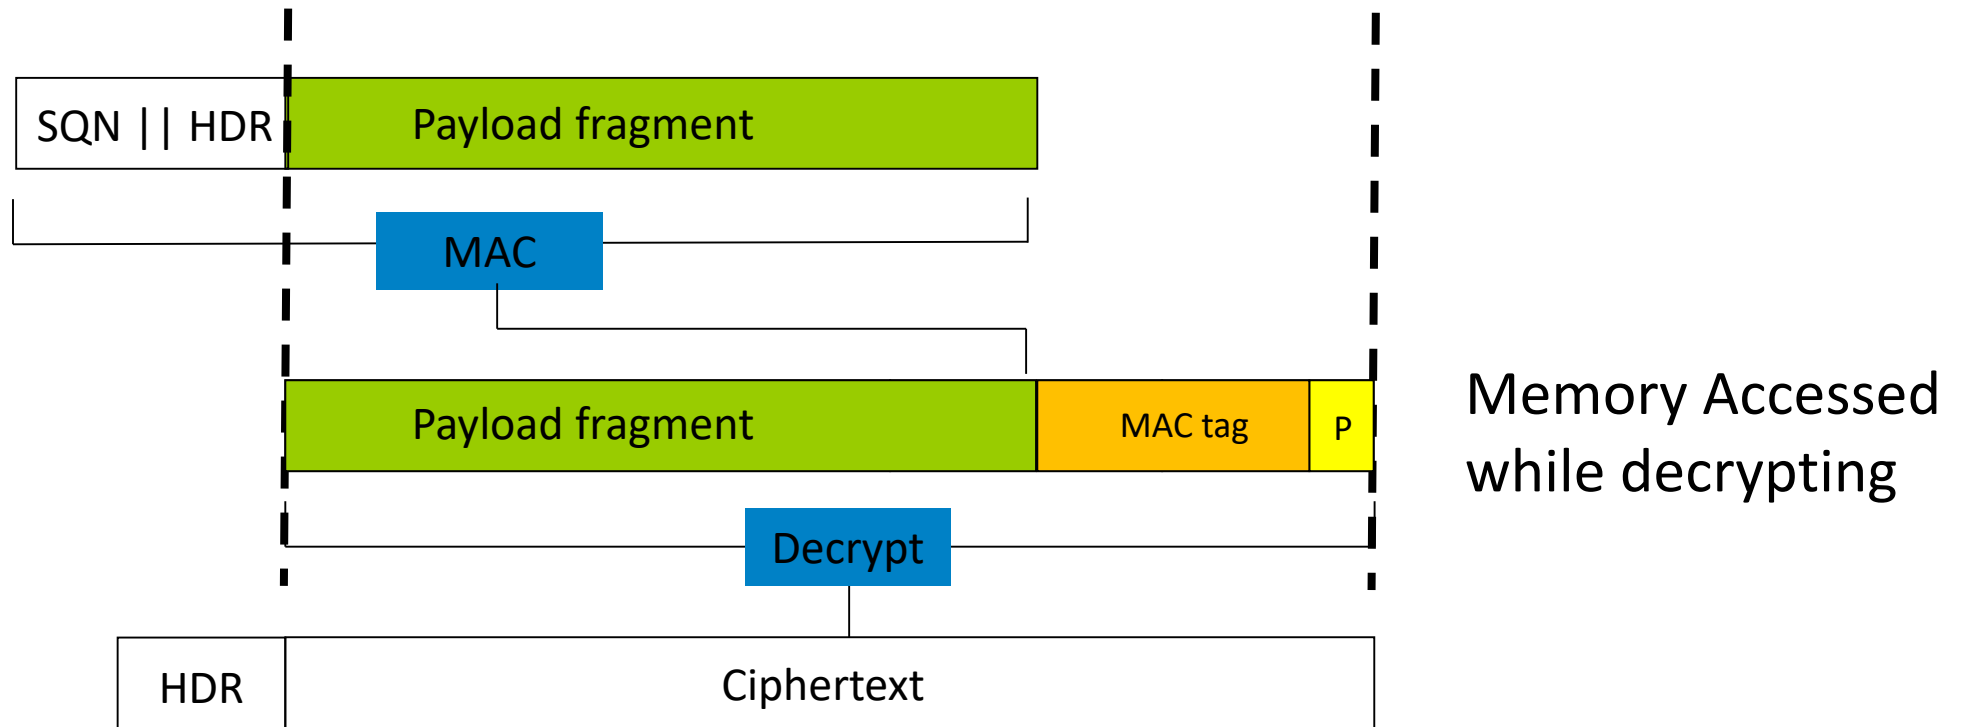 SQN || HDR
Payload fragment
MAC
Payload fragment
MAC tag
P
Memory Accessed
while decrypting
Decrypt
HDR
Ciphertext